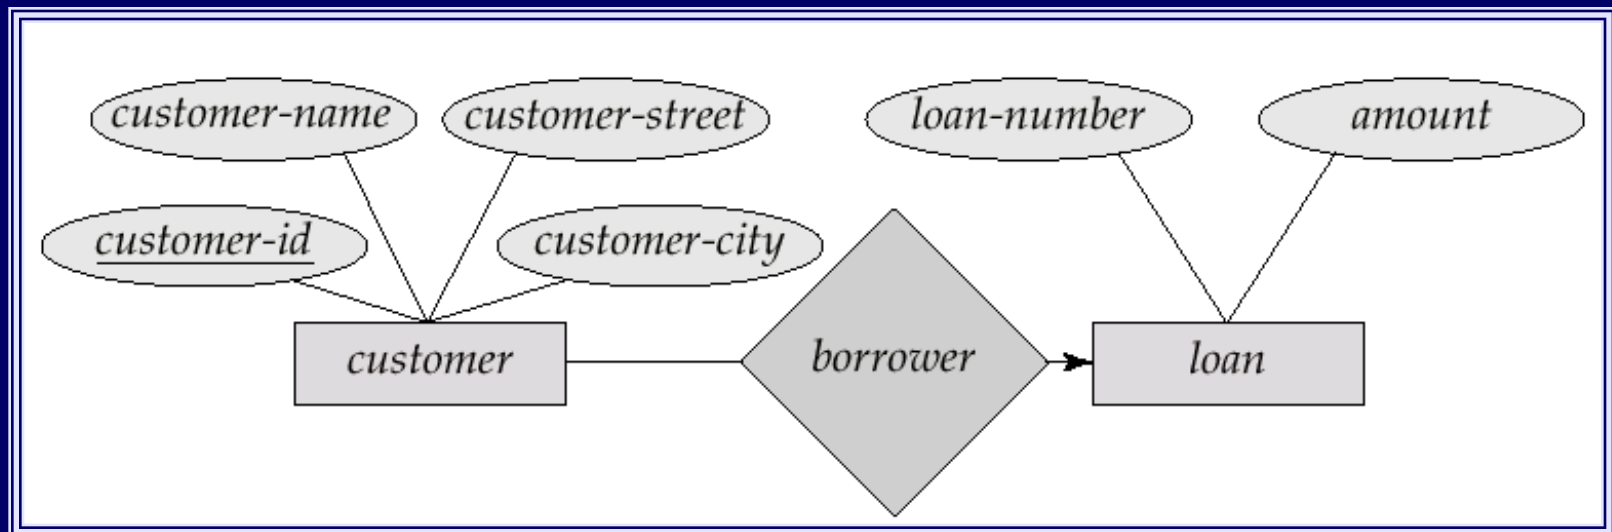 customer-name
customer-street
loan-number
amount
customer-id
customer-city
customer
borrower
loan